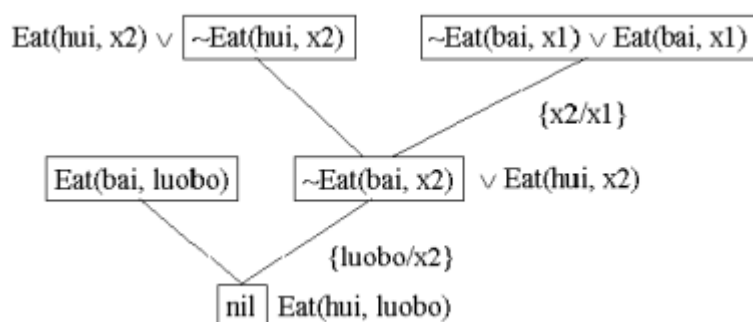 Eat(hui, x2) ∨ ~Eat(hui, x2) ~Eat(bai, x1) ∨ Eat(bai, x1)
{x2/x1}
Eat(bai, luobo) ~Eat(bai, x2) ∨ Eat(hui, x2)
{luobo/x2}
nil Eat(hui, luobo)